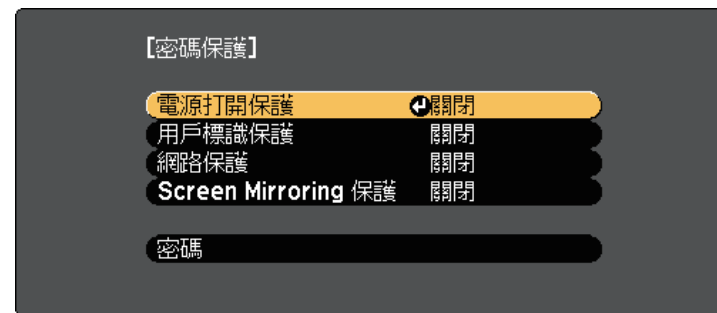 【密碼保護】
電源打開保護 關閉
用戶標識保護 關閉
網路保護 關閉
Screen Mirroring 保護 關閉
密碼